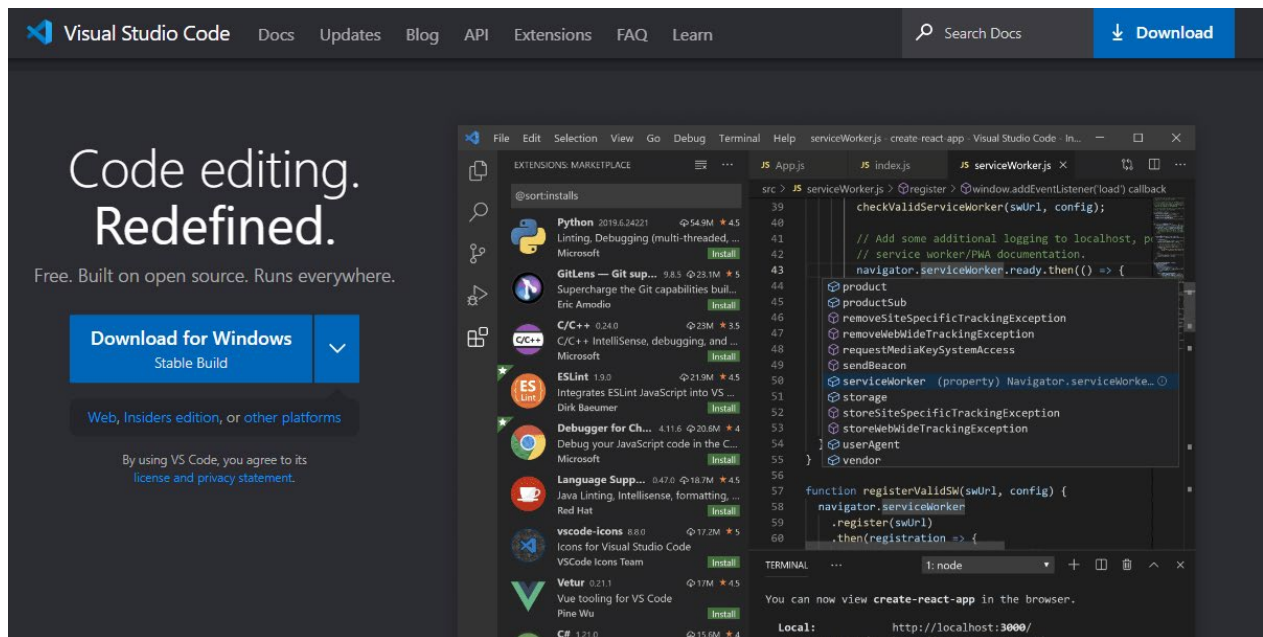 Visual Studio Code Docs Updates Blog API Extensions FAQ Learn Search Docs Download
Code editing.
Redefined.
Free. Built on open source. Runs everywhere.
Download for Windows
Stable Build
Web, Insiders edition, or other platforms
By using VS Code, you agree to its
license and privacy statement.
File Edit Selection View Go Debug Terminal Help serviceWorker.js - create-react-app - Visual Studio Code - In...
EXTENSIONS: MARKETPLACE
@sort:installs
Python 2019.6.24221 54.9M 4.5
Linting, Debugging (multi-threaded, ...
Microsoft Install
GitLens — Git sup... 9.8.5 23.1M 5
Supercharge the Git capabilities buil...
Eric Amodio Install
C/C++ 0.24.0 23M 3.5
C/C++ IntelliSense, debugging, and ...
Microsoft Install
ESLint 1.9.0 21.9M 4.5
Integrates ESLint JavaScript into VS ...
Dirk Baeumer Install
Debugger for Ch... 4.11.6 20.6M 4
Debug your JavaScript code in the C...
Microsoft Install
Language Supp... 0.47.0 18.7M 4.5
Java Linting, Intellisense, formatting, ...
Red Hat Install
vscode-icons 8.8.0 17.2M 5
Icons for Visual Studio Code
VSCode Icons Team Install
Vetur 0.21.1 17M 4.5
Vue tooling for VS Code
Pine Wu Install
C# 1.21.0 15.6M 4
JS App.js JS index.js JS serviceWorker.js
src > JS serviceWorker.js > register > window.addEventListener('load') callback
39 checkValidServiceWorker(swUrl, config);
40
41 // Add some additional logging to localhost, p
42 // service worker/PWA documentation.
43 navigator.serviceWorker.ready.then(() => {
44 product
45 productSub
46 removeSiteSpecificTrackingException
47 removeWebWideTrackingException
48 requestMediaKeySystemAccess
49 sendBeacon
50 serviceWorker (property) Navigator.serviceWorke...
51 storage
52 storeSiteSpecificTrackingException
53 storeWebWideTrackingException
54 } userAgent
55 } vendor
56
57 function registerValidSW(swUrl, config) {
58 navigator.serviceWorker
59 .register(swUrl)
60 .then(registration => {
TERMINAL ... 1: node
You can now view create-react-app in the browser.
Local: http://localhost:3000/